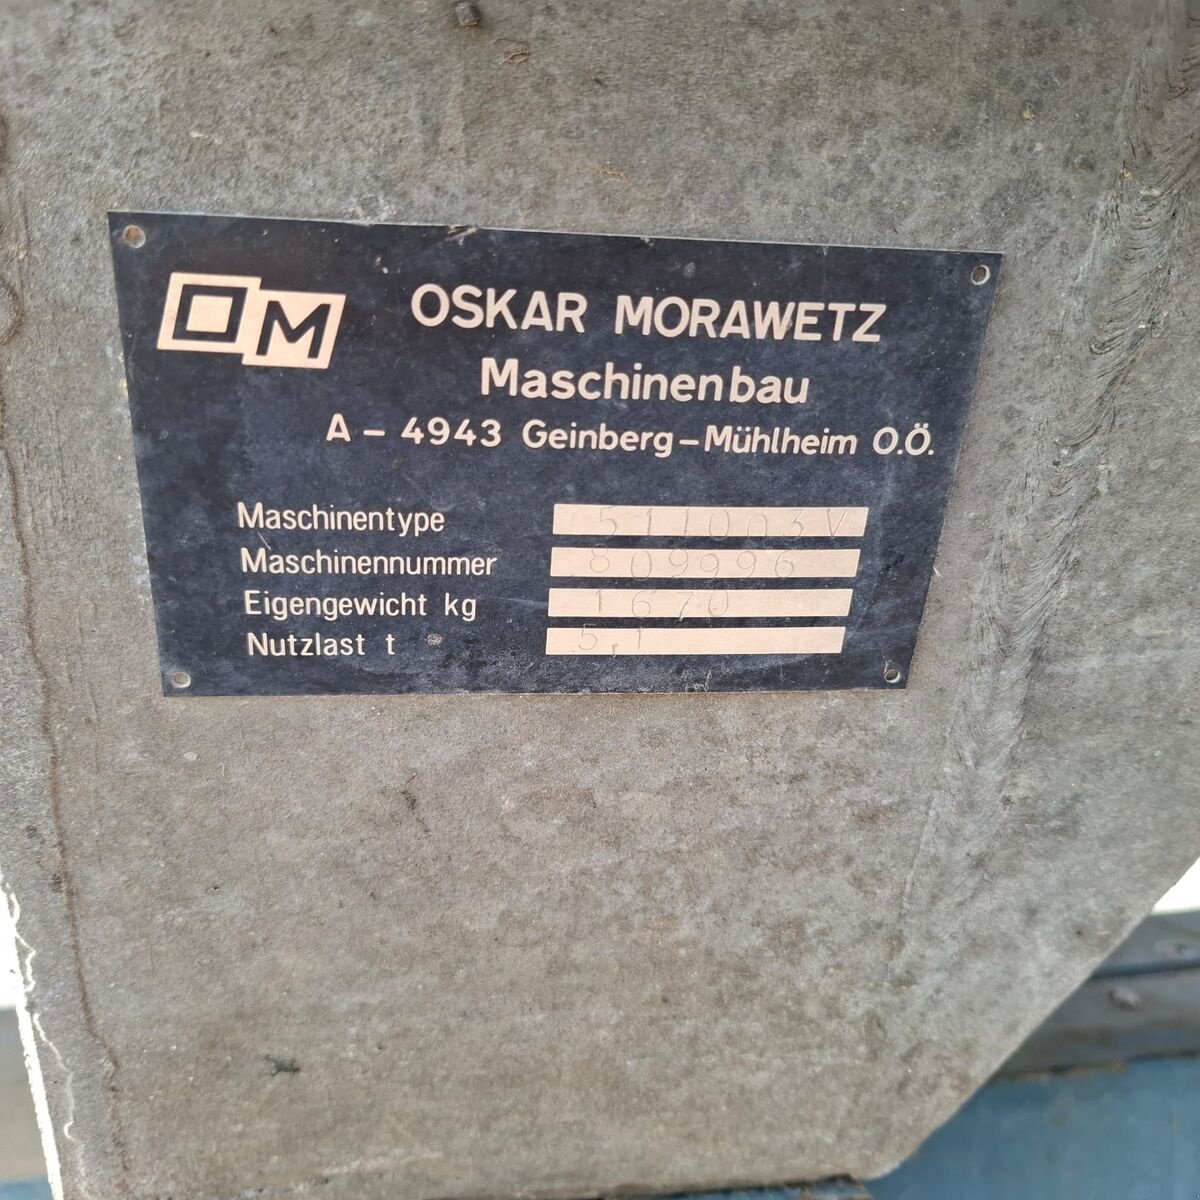 OM OSKAR MORAWETZ
Maschinenbau
A – 4943 Geinberg – Mühlheim O.Ö.
Maschinentype 511003V
Maschinennummer 809996
Eigengewicht kg 1670
Nutzlast t 5,1